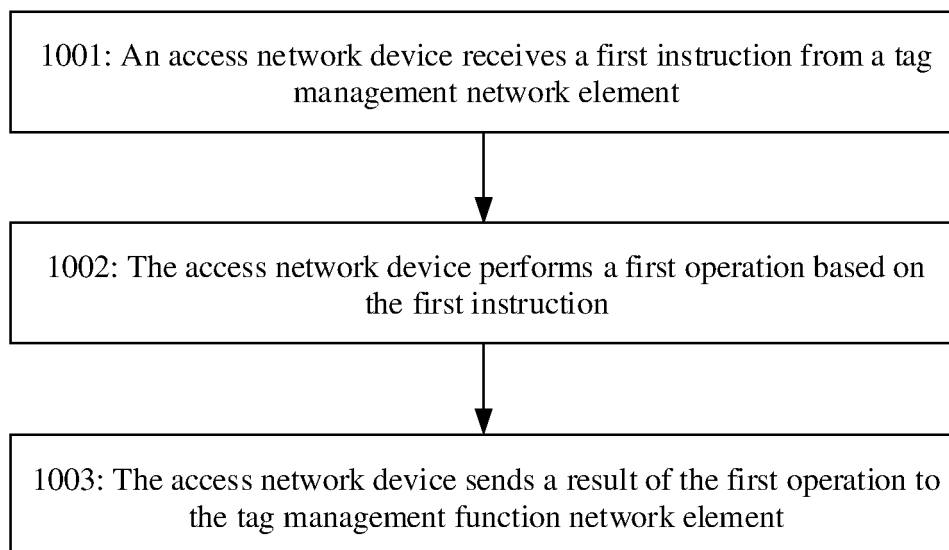 1001: An access network device receives a first instruction from a tag
management network element
1002: The access network device performs a first operation based on
the first instruction
1003: The access network device sends a result of the first operation to
the tag management function network element